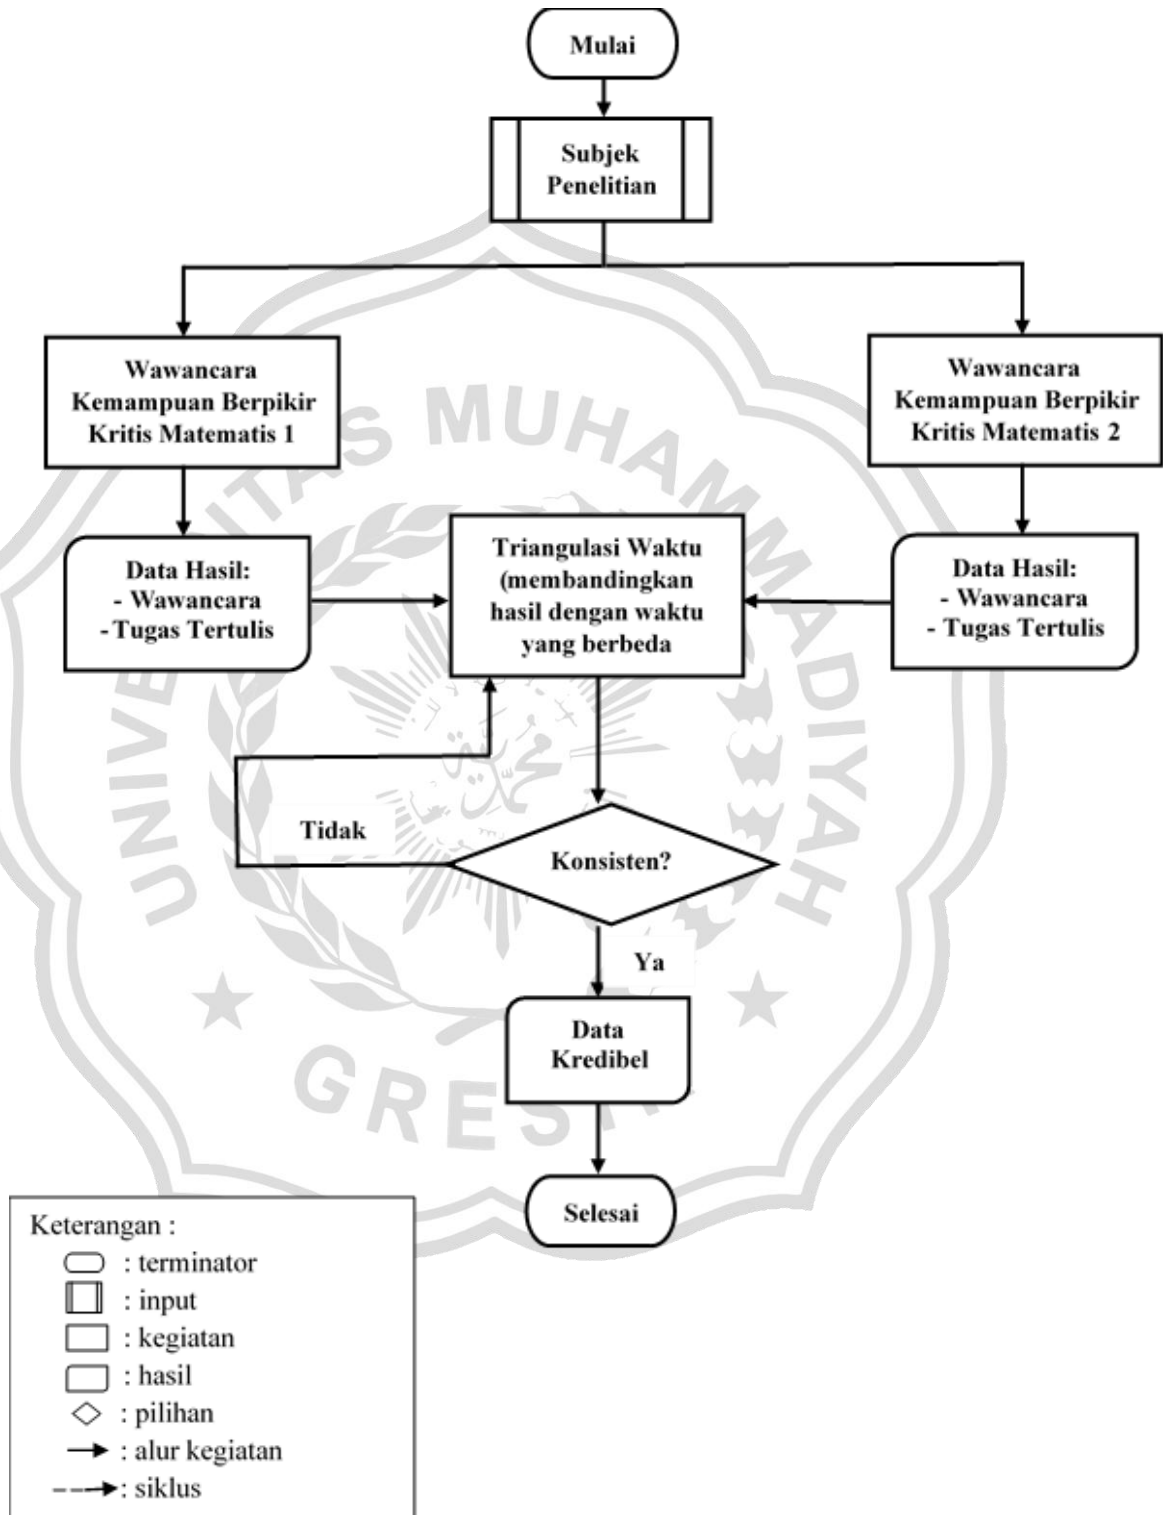 Mulai
Subjek
Penelitian
Wawancara
Kemampuan Berpikir
Kritis Matematis 1
Wawancara
Kemampuan Berpikir
Kritis Matematis 2
Data Hasil:
- Wawancara
- Tugas Tertulis
Triangulasi Waktu
(membandingkan
hasil dengan waktu
yang berbeda
Data Hasil:
- Wawancara
- Tugas Tertulis
Tidak
Konsisten?
Ya
Data
Kredibel
Selesai
Keterangan :
: terminator
: input
: kegiatan
: hasil
: pilihan
: alur kegiatan
: siklus
MUHAMMADIYAH